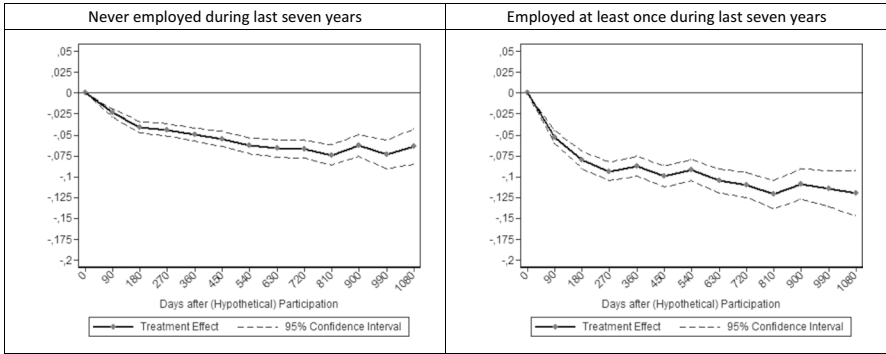 Never employed during last seven years
,05
,025
0
-,025
-,05
-,075
-,1
-,125
-,15
-,175
-,2
0 90 180 270 360 450 540 630 720 810 900 990 1080
Days after (Hypothetical) Participation
Treatment Effect 95% Confidence Interval
Employed at least once during last seven years
,05
,025
0
-,025
-,05
-,075
-,1
-,125
-,15
-,175
-,2
0 90 180 270 360 450 540 630 720 810 900 990 1080
Days after (Hypothetical) Participation
Treatment Effect 95% Confidence Interval